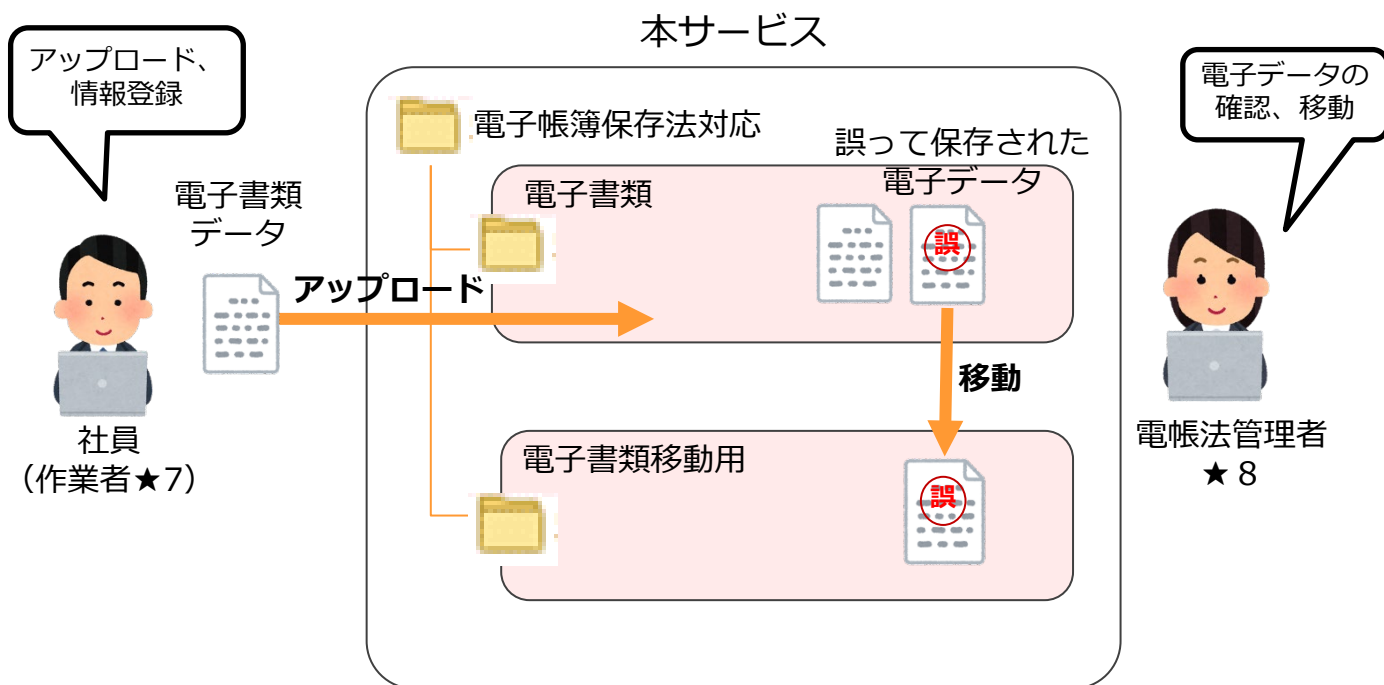 本サービス
アップロード、
情報登録
電子データの
確認、移動
電子帳簿保存法対応
誤って保存された
電子データ
電子書類
電子書類
データ
誤
アップロード
移動
社員
（作業者★7）
電帳法管理者
★８
電子書類移動用
誤